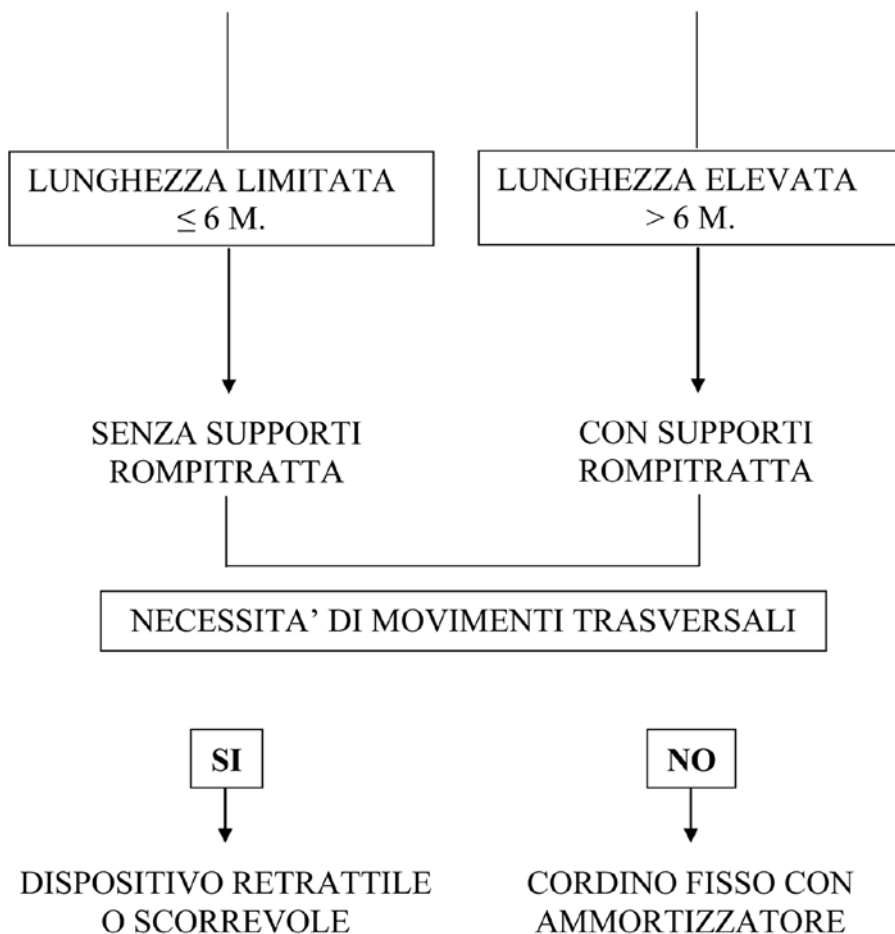 LUNGHEZZA LIMITATA
≤ 6 M.
LUNGHEZZA ELEVATA
> 6 M.
SENZA SUPPORTI
ROMPITRATTA
CON SUPPORTI
ROMPITRATTA
NECESSITA’ DI MOVIMENTI TRASVERSALI
SI
NO
DISPOSITIVO RETRATTILE
O SCORREVOLE
CORDINO FISSO CON
AMMORTIZZATORE